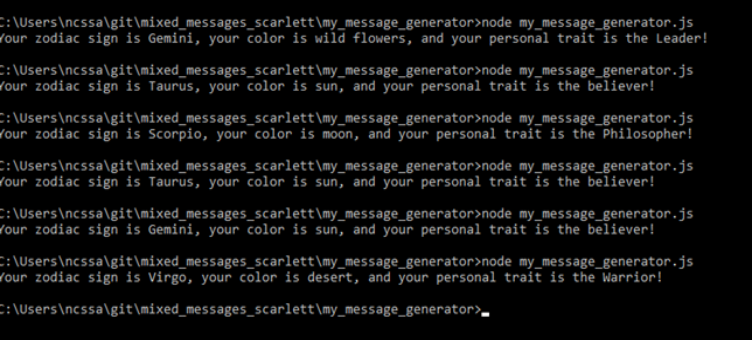 C:\Users\ncssa\git\mixed_messages_scarlett\my_message_generator>node my_message_generator.js
Your zodiac sign is Gemini, your color is wild flowers, and your personal trait is the Leader!
C:\Users\ncssa\git\mixed_messages_scarlett\my_message_generator>node my_message_generator.js
Your zodiac sign is Taurus, your color is sun, and your personal trait is the believer!
C:\Users\ncssa\git\mixed_messages_scarlett\my_message_generator>node my_message_generator.js
Your zodiac sign is Scorpio, your color is moon, and your personal trait is the Philosopher!
C:\Users\ncssa\git\mixed_messages_scarlett\my_message_generator>node my_message_generator.js
Your zodiac sign is Taurus, your color is sun, and your personal trait is the believer!
C:\Users\ncssa\git\mixed_messages_scarlett\my_message_generator>node my_message_generator.js
Your zodiac sign is Gemini, your color is sun, and your personal trait is the believer!
C:\Users\ncssa\git\mixed_messages_scarlett\my_message_generator>node my_message_generator.js
Your zodiac sign is Virgo, your color is desert, and your personal trait is the Warrior!
C:\Users\ncssa\git\mixed_messages_scarlett\my_message_generator>